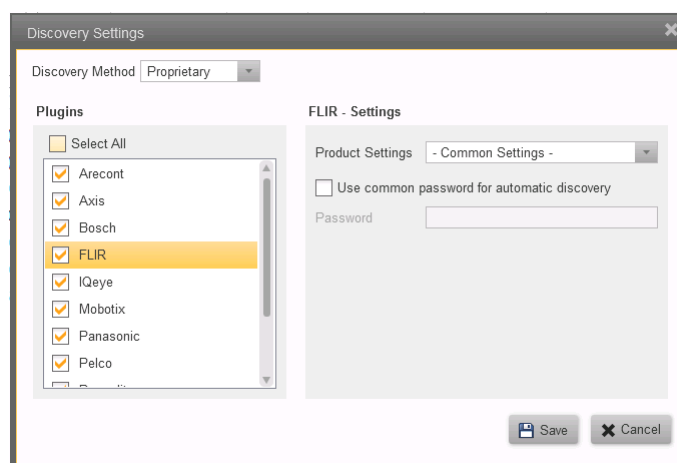 Discovery Settings
Discovery Method Proprietary
Plugins
Select All
Arecont
Axis
Bosch
FLIR
IQeye
Mobotix
Panasonic
Pelco
FLIR - Settings
Product Settings - Common Settings -
Use common password for automatic discovery
Password
Save Cancel